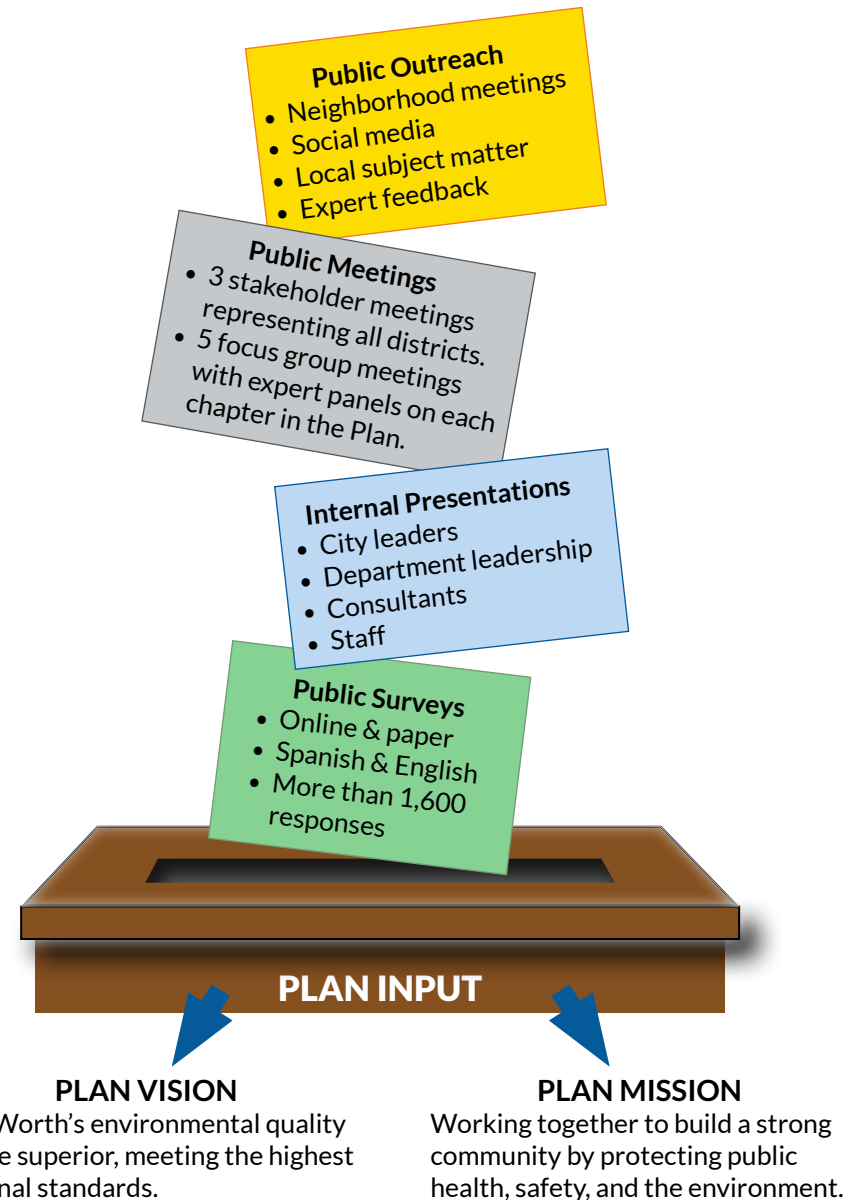 Public Outreach
• Neighborhood meetings
• Social media
• Local subject matter
• Expert feedback
Public Meetings
• 3 stakeholder meetings
representing all districts.
• 5 focus group meetings
with expert panels on each
chapter in the Plan.
Internal Presentations
• City leaders
• Department leadership
• Consultants
• Staff
Public Surveys
• Online & paper
• Spanish & English
• More than 1,600
responses
PLAN INPUT
PLAN VISION
Worth's environmental quality
superior, meeting the highest
standards.
PLAN MISSION
Working together to build a strong
community by protecting public
health, safety, and the environment.